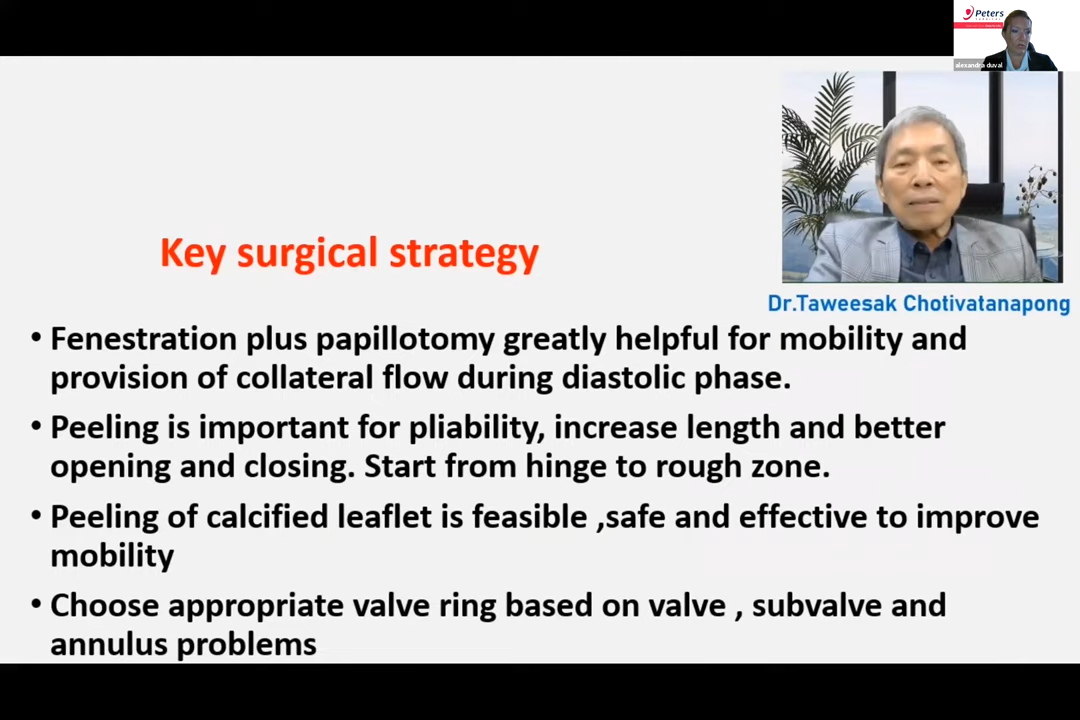 Peters
alexandra duval
Dr.Taweesak Chotivatanapong
Key surgical strategy
• Fenestration plus papillotomy greatly helpful for mobility and
provision of collateral flow during diastolic phase.
• Peeling is important for pliability, increase length and better
opening and closing. Start from hinge to rough zone.
• Peeling of calcified leaflet is feasible ,safe and effective to improve
mobility
• Choose appropriate valve ring based on valve , subvalve and
annulus problems